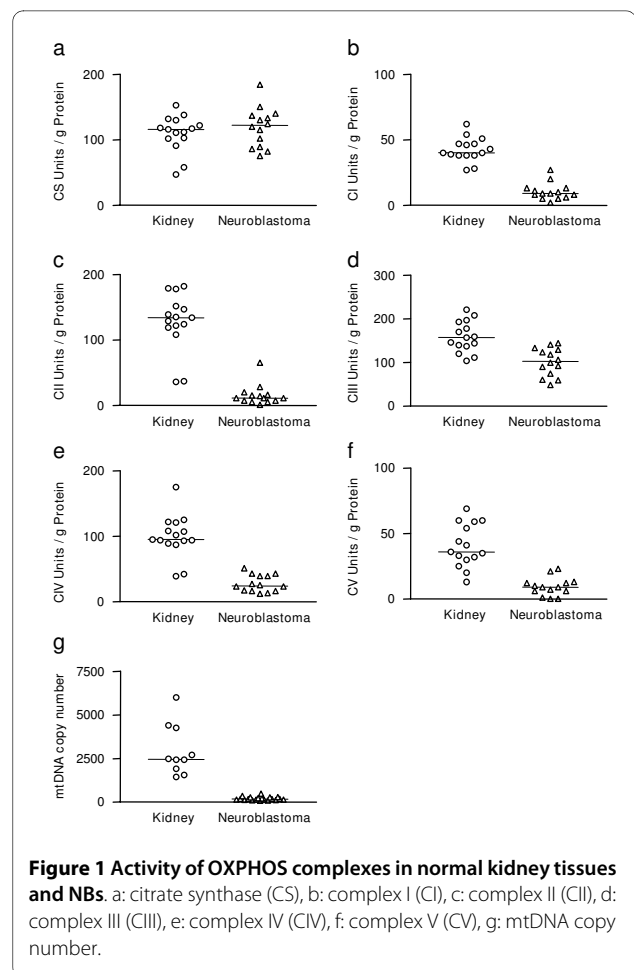 a
200
100
0
CS Units / g Protein
Kidney Neuroblastoma
b
100
50
0
CI Units / g Protein
Kidney Neuroblastoma
c
200
100
0
CII Units / g Protein
Kidney Neuroblastoma
d
300
200
100
0
CIII Units / g Protein
Kidney Neuroblastoma
e
200
100
0
CIV Units / g Protein
Kidney Neuroblastoma
f
100
50
0
CV Units / g Protein
Kidney Neuroblastoma
g
7500
5000
2500
0
mtDNA copy number
Kidney Neuroblastoma
Figure 1 Activity of OXPHOS complexes in normal kidney tissues
and NBs. a: citrate synthase (CS), b: complex I (CI), c: complex II (CII), d:
complex III (CIII), e: complex IV (CIV), f: complex V (CV), g: mtDNA copy
number.